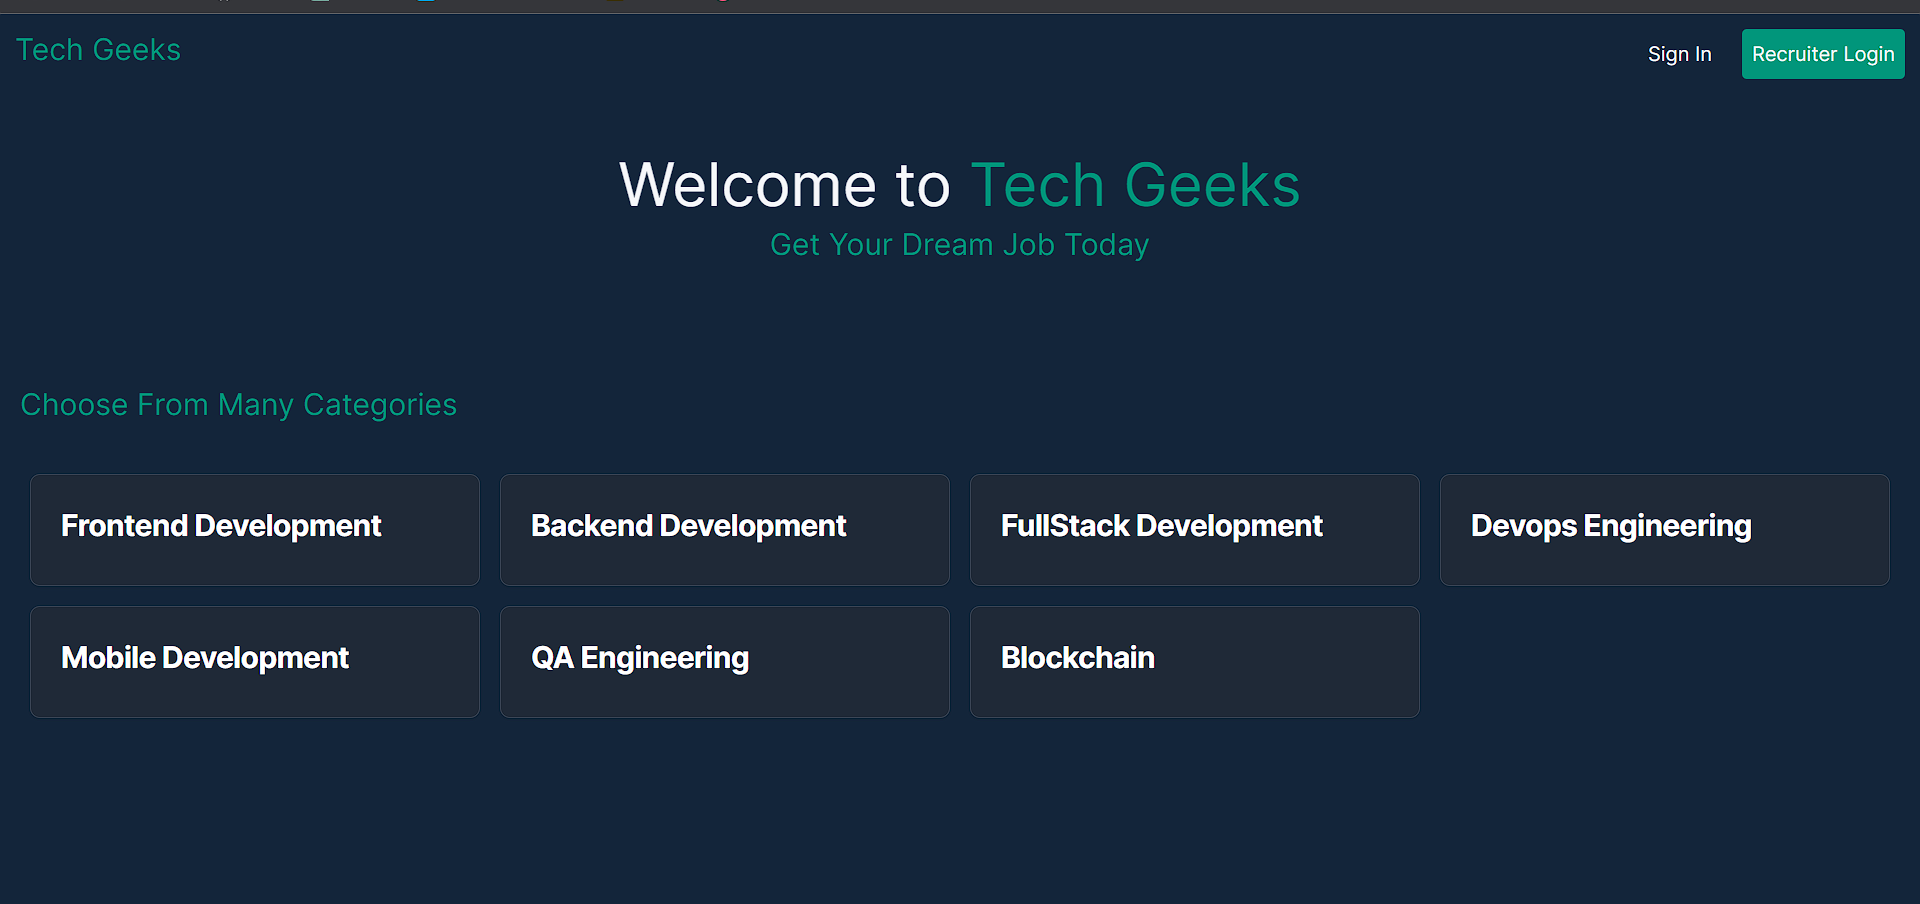 Tech Geeks
Sign In
Recruiter Login
Welcome to Tech Geeks
Get Your Dream Job Today
Choose From Many Categories
Frontend Development
Backend Development
FullStack Development
Devops Engineering
Mobile Development
QA Engineering
Blockchain